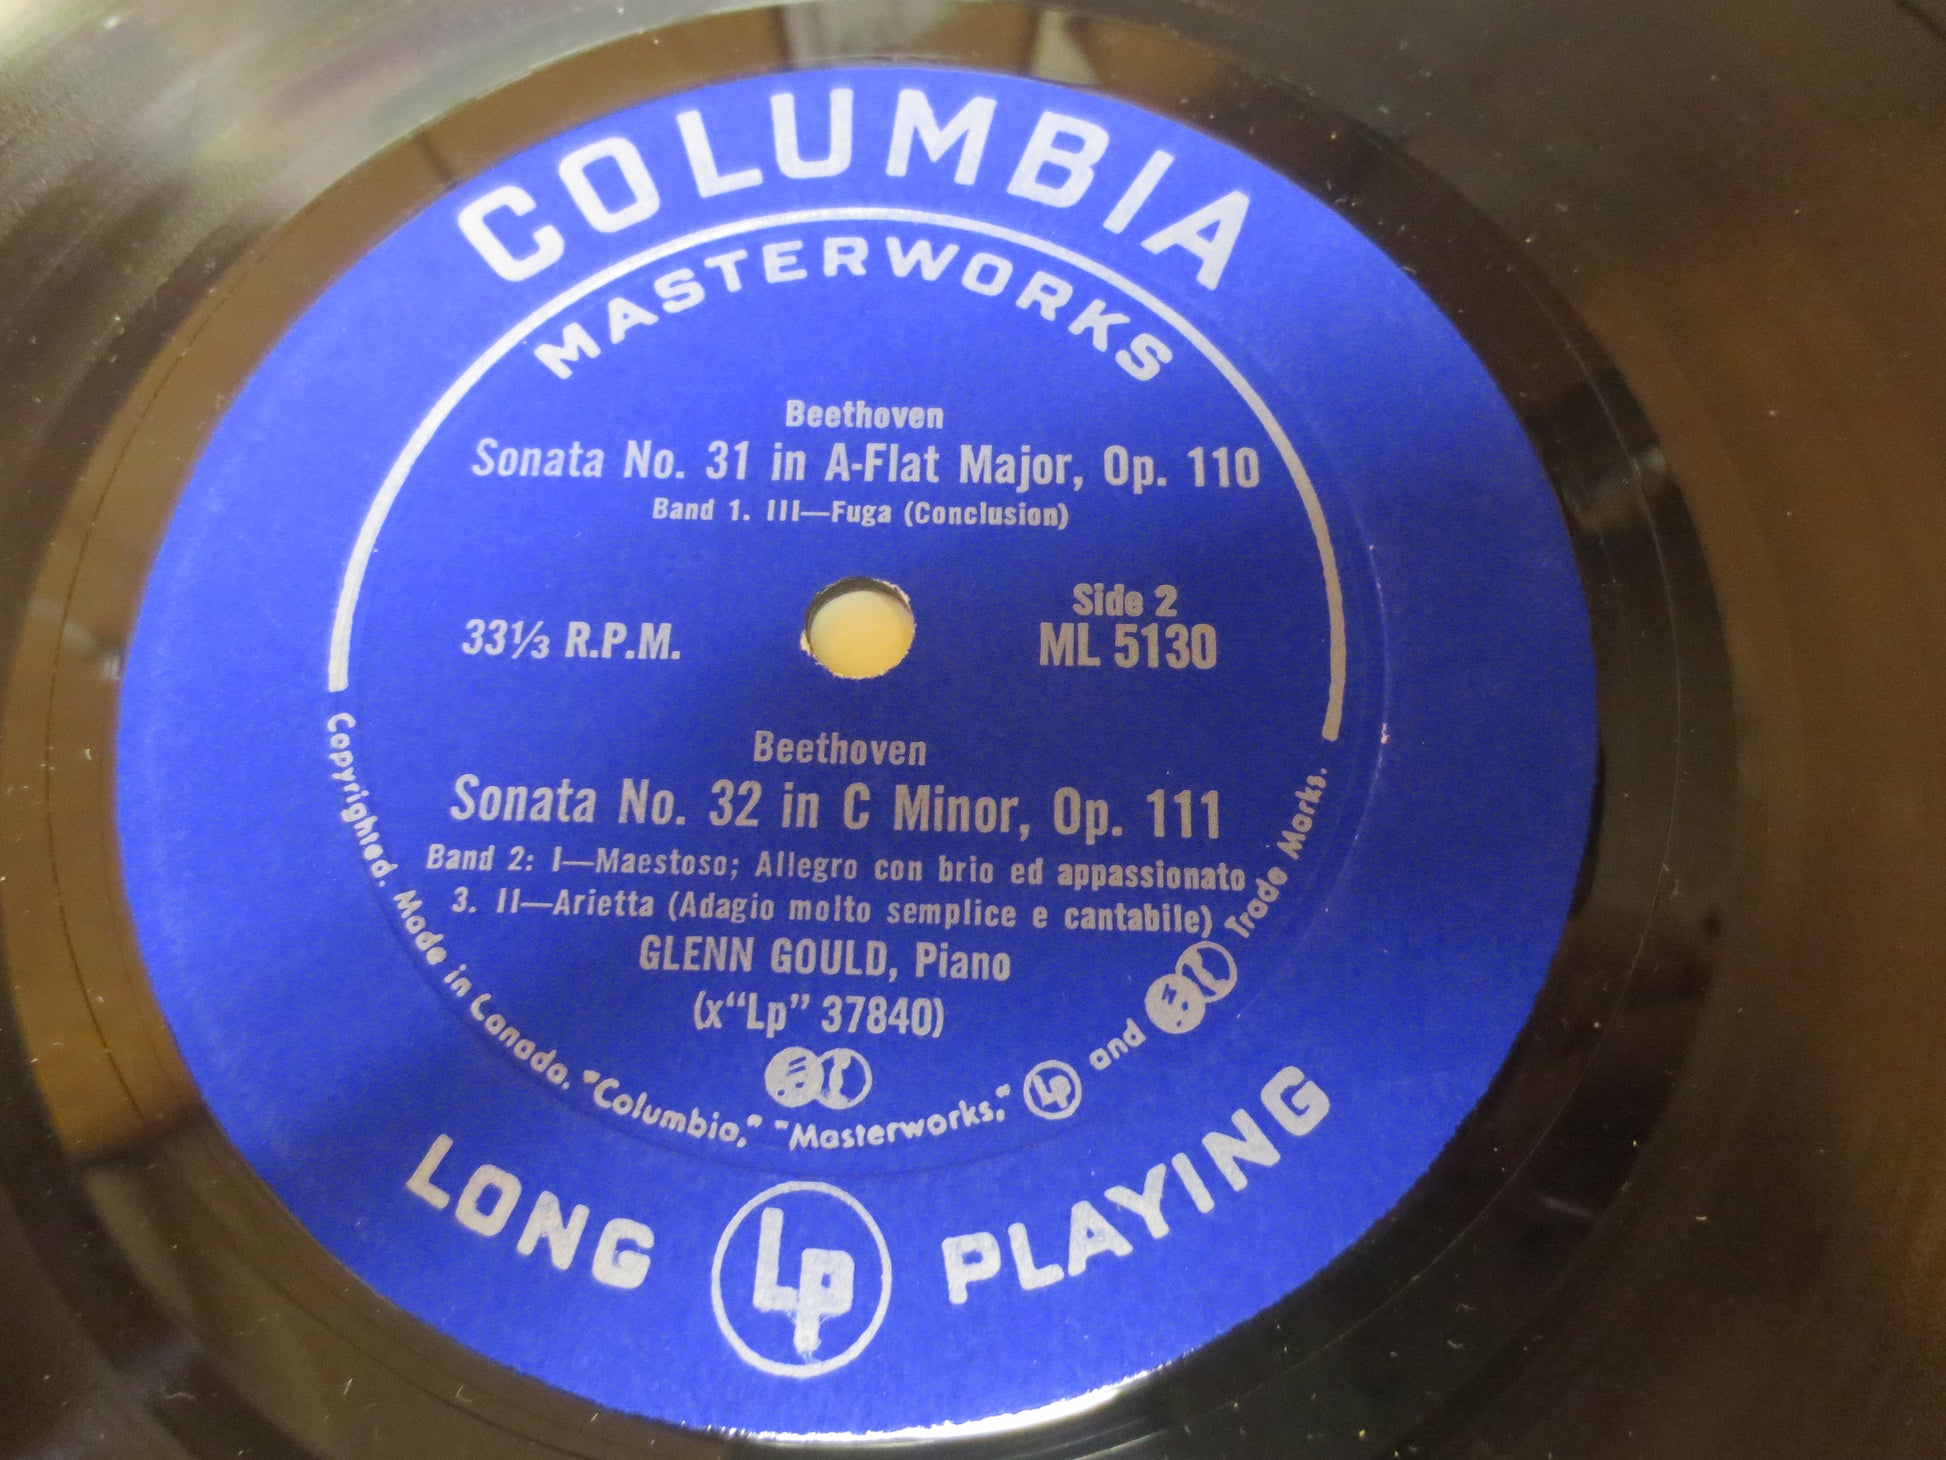 COLUMBIA
MASTERWORKS
Beethoven
Sonata No. 31 in A-Flat Major, Op. 110
Band 1. III—Fuga (Conclusion)
33⅓ R.P.M.
Side 2
ML 5130
Beethoven
Sonata No. 32 in C Minor, Op. 111
Band 2: I—Maestoso; Allegro con brio ed appassionato
3. II—Arietta (Adagio molto semplice e cantabile)
GLENN GOULD, Piano
(x“Lp” 37840)
Copyrighted. Made in Canada. "Columbia," "Masterworks," Lp and Trade Marks.
LONG Lp PLAYING